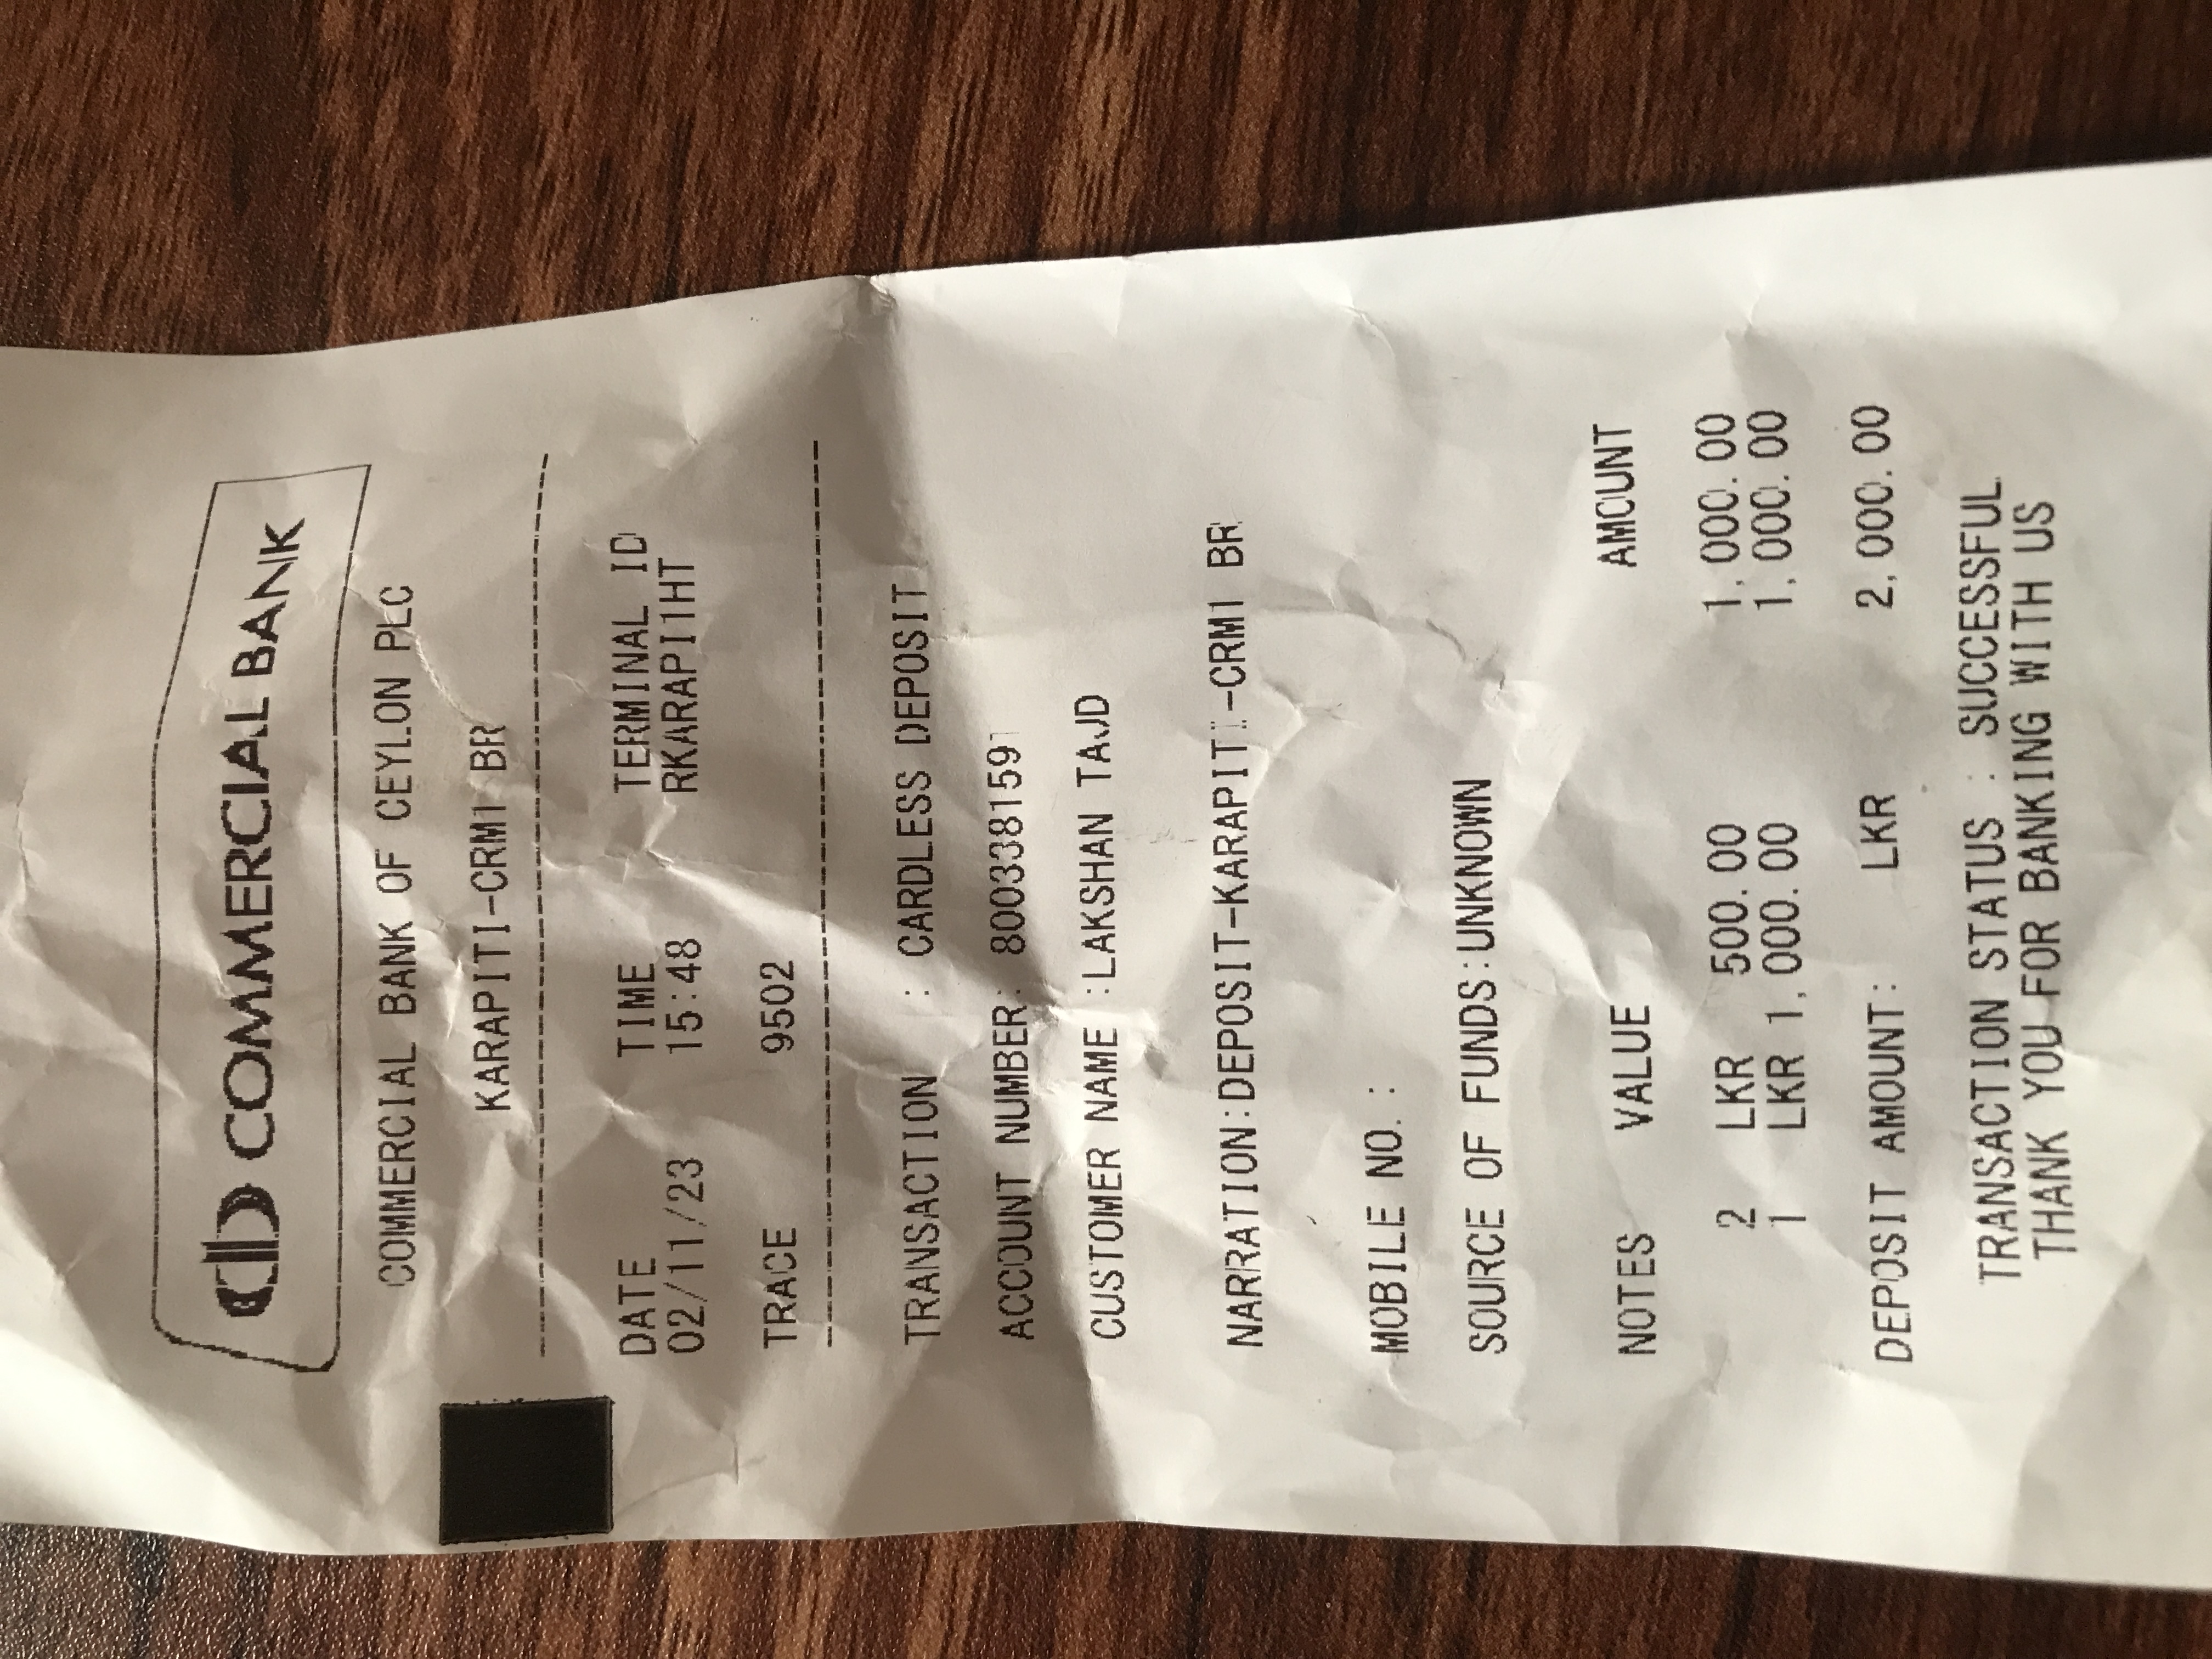 COMMERCIAL BANK
COMMERCIAL BANK OF CEYLON PLC
KARAPITI-CRM1 BR
DATE TIME TERMINAL ID
02/11/23 15:48 RKARAPI1HT
TRACE 9502
TRANSACTION : CARDLESS DEPOSIT
ACCOUNT NUMBER: 8003381591
CUSTOMER NAME :LAKSHAN TAJD
NARRATION:DEPOSIT-KARAPITI-CRM1 BR
MOBILE NO. :
SOURCE OF FUNDS:UNKNOWN
NOTES VALUE AMOUNT
2 LKR 500.00 1,000.00
1 LKR 1,000.00 1,000.00
DEPOSIT AMOUNT: LKR 2,000.00
TRANSACTION STATUS : SUCCESSFUL
THANK YOU FOR BANKING WITH US